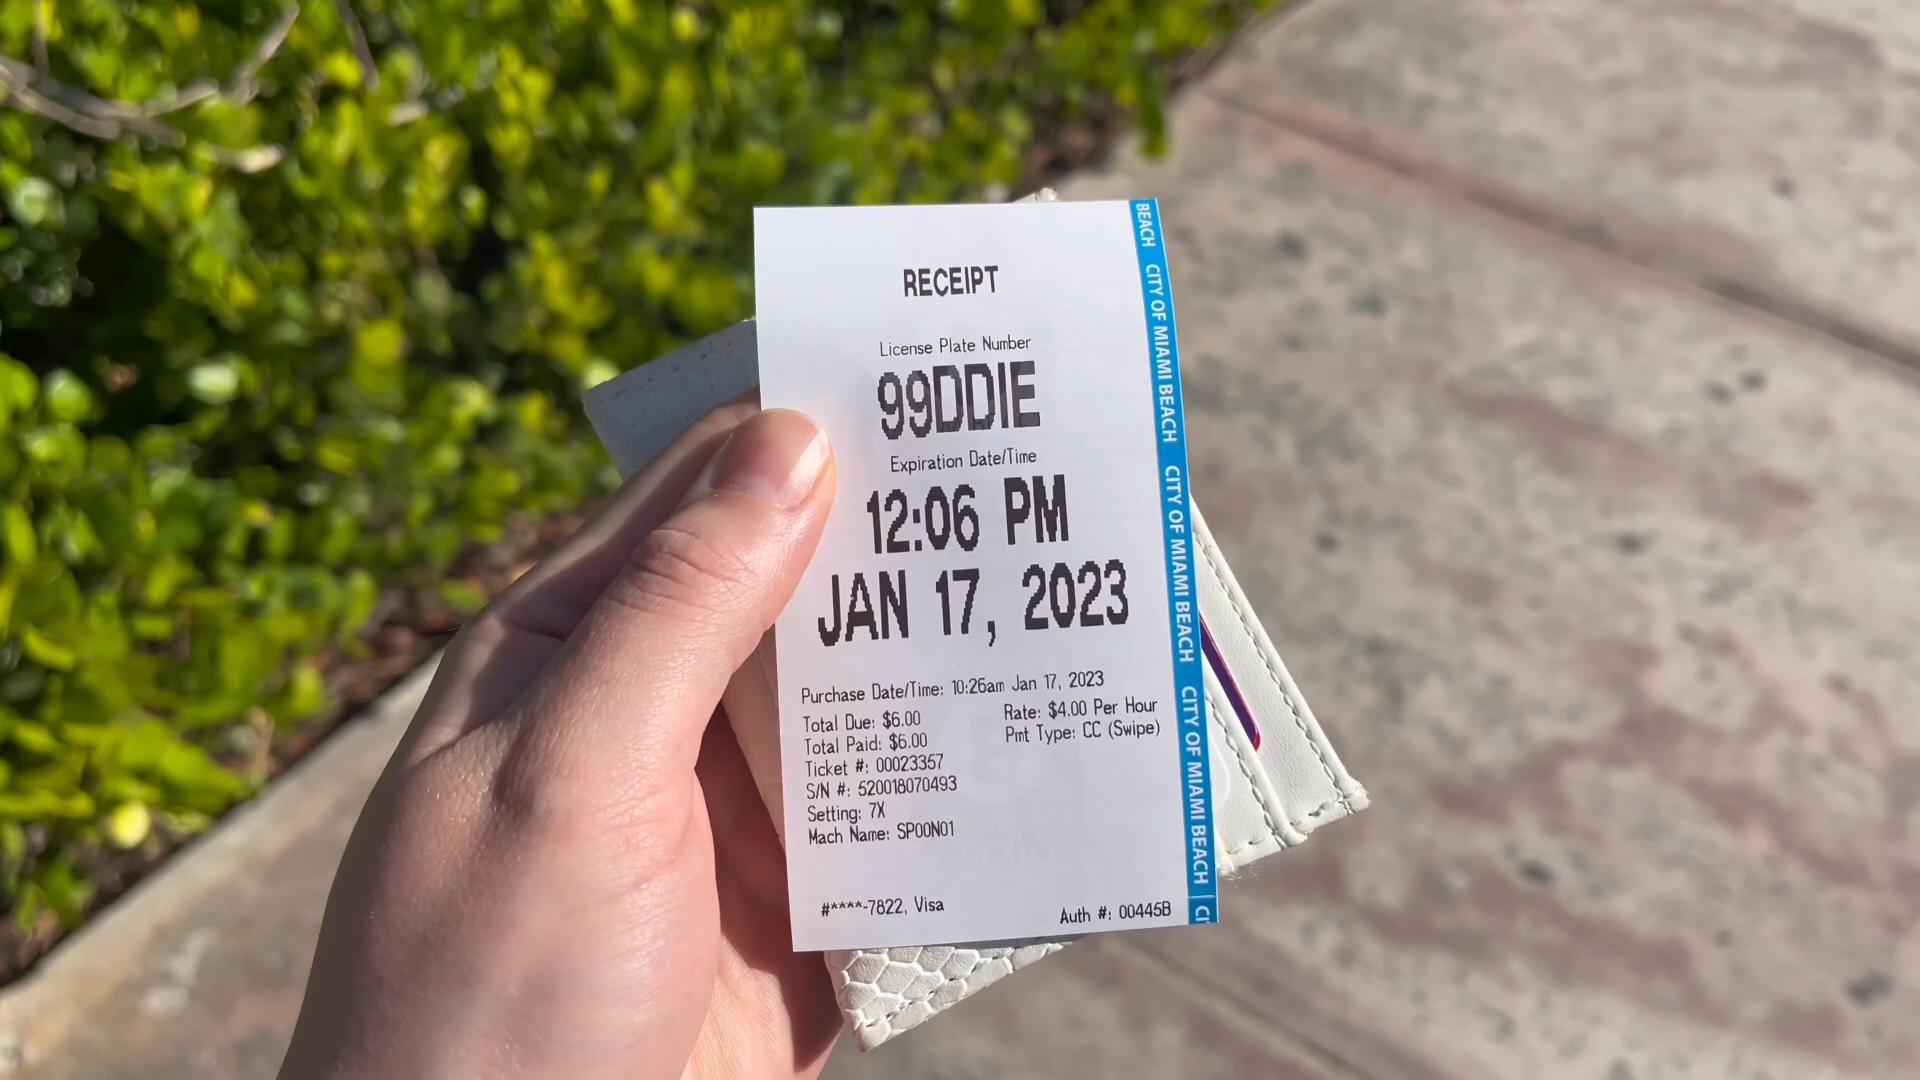 RECEIPT
License Plate Number
99DDIE
Expiration Date/Time
12:06 PM
JAN 17, 2023
Purchase Date/Time: 10:26am Jan 17, 2023
Total Due: $6.00 Rate: $4.00 Per Hour
Total Paid: $6.00 Pmt Type: CC (Swipe)
Ticket #: 00023357
S/N #: 520018070493
Setting: 7X
Mach Name: SP00N01
#****-7822, Visa Auth #: 00445B
BEACH CITY OF MIAMI BEACH CITY OF MIAMI BEACH CITY OF MIAMI BEACH